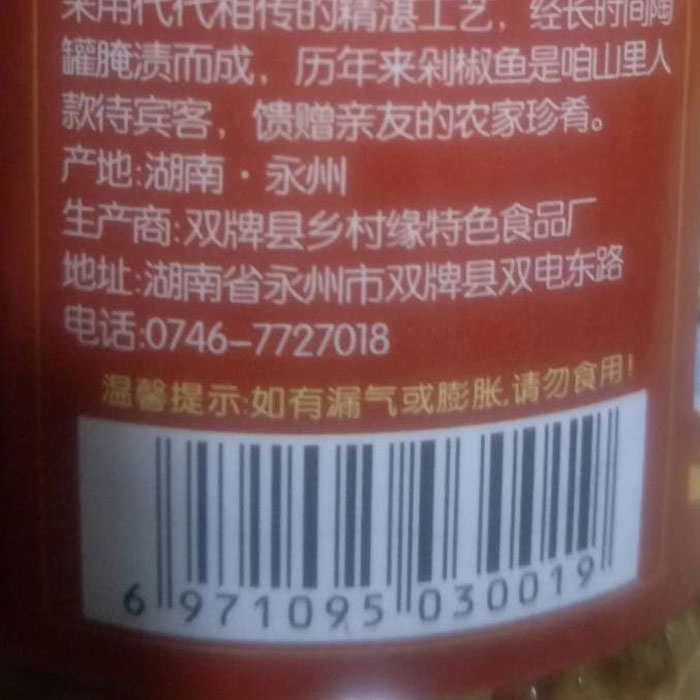 采用代代相传的精湛工艺，经长时间陶
罐腌渍而成，历年来剁椒鱼是咱山里人
款待宾客，馈赠亲友的农家珍肴。
产地:湖南·永州
生产商:双牌县乡村缘特色食品厂
地址:湖南省永州市双牌县双电东路
电话:0746-7727018
温馨提示:如有漏气或膨胀,请勿食用!
6 971095 030019